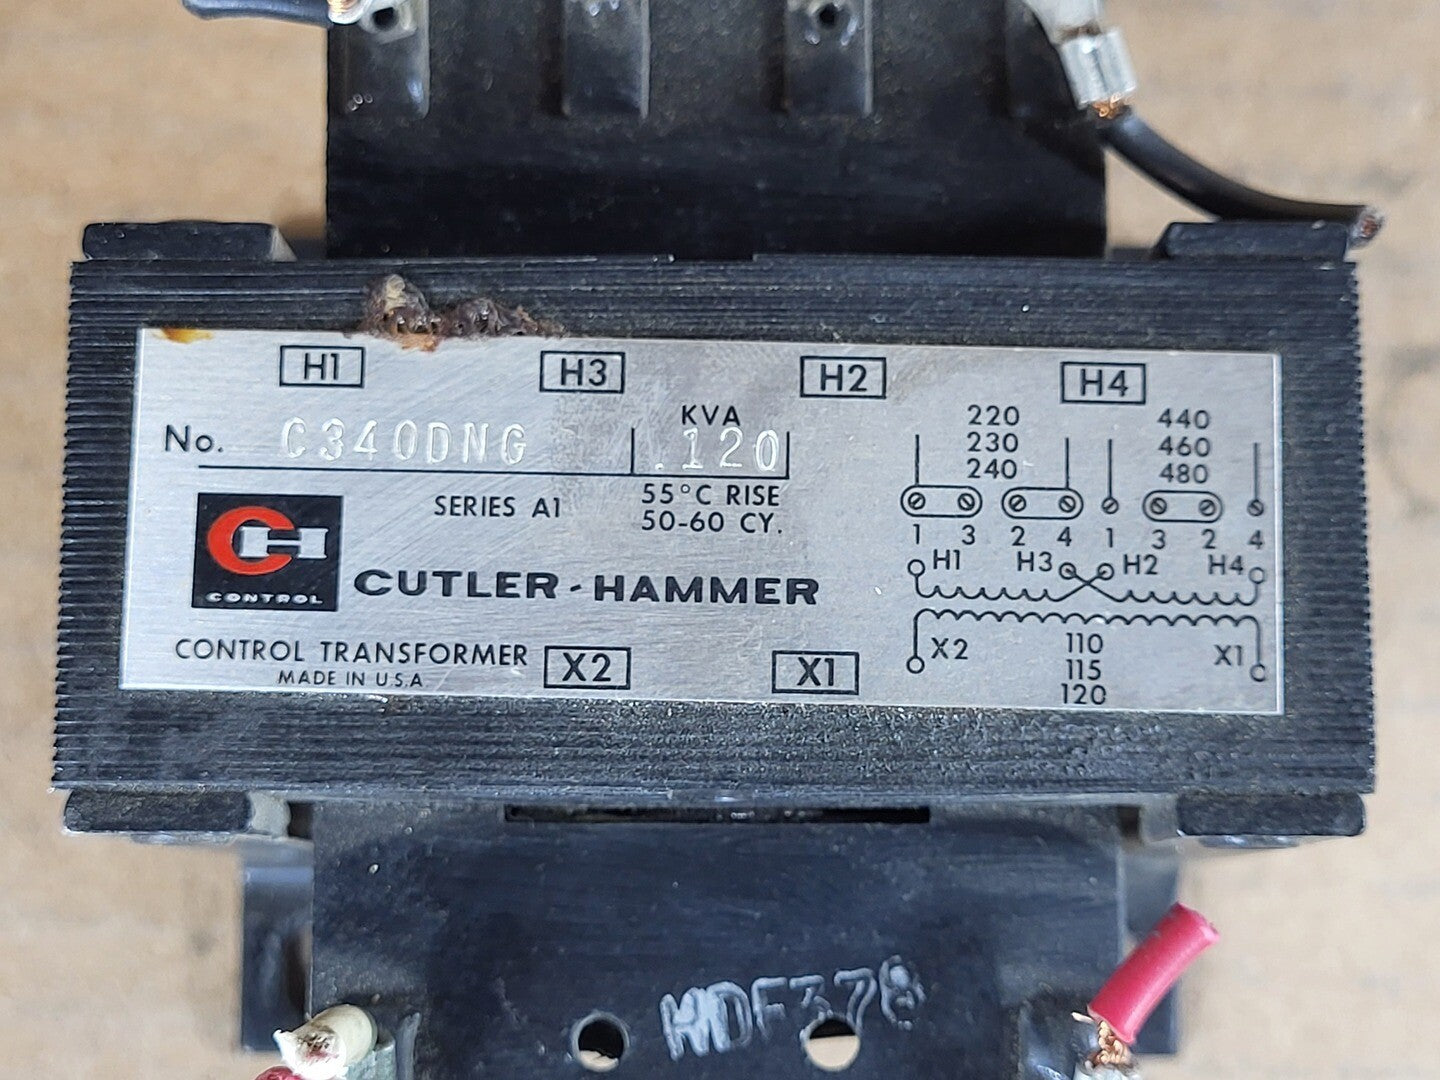 H1 H3 H2 H4
No. C340DNG
KVA
.120
SERIES A1
55°C RISE
50-60 CY.
CH
CONTROL
CUTLER-HAMMER
CONTROL TRANSFORMER
MADE IN U.S.A
X2 X1
220
230
240
440
460
480
1 3 2 4 1 3 2 4
H1 H3 H2 H4
X2 X1
110
115
120